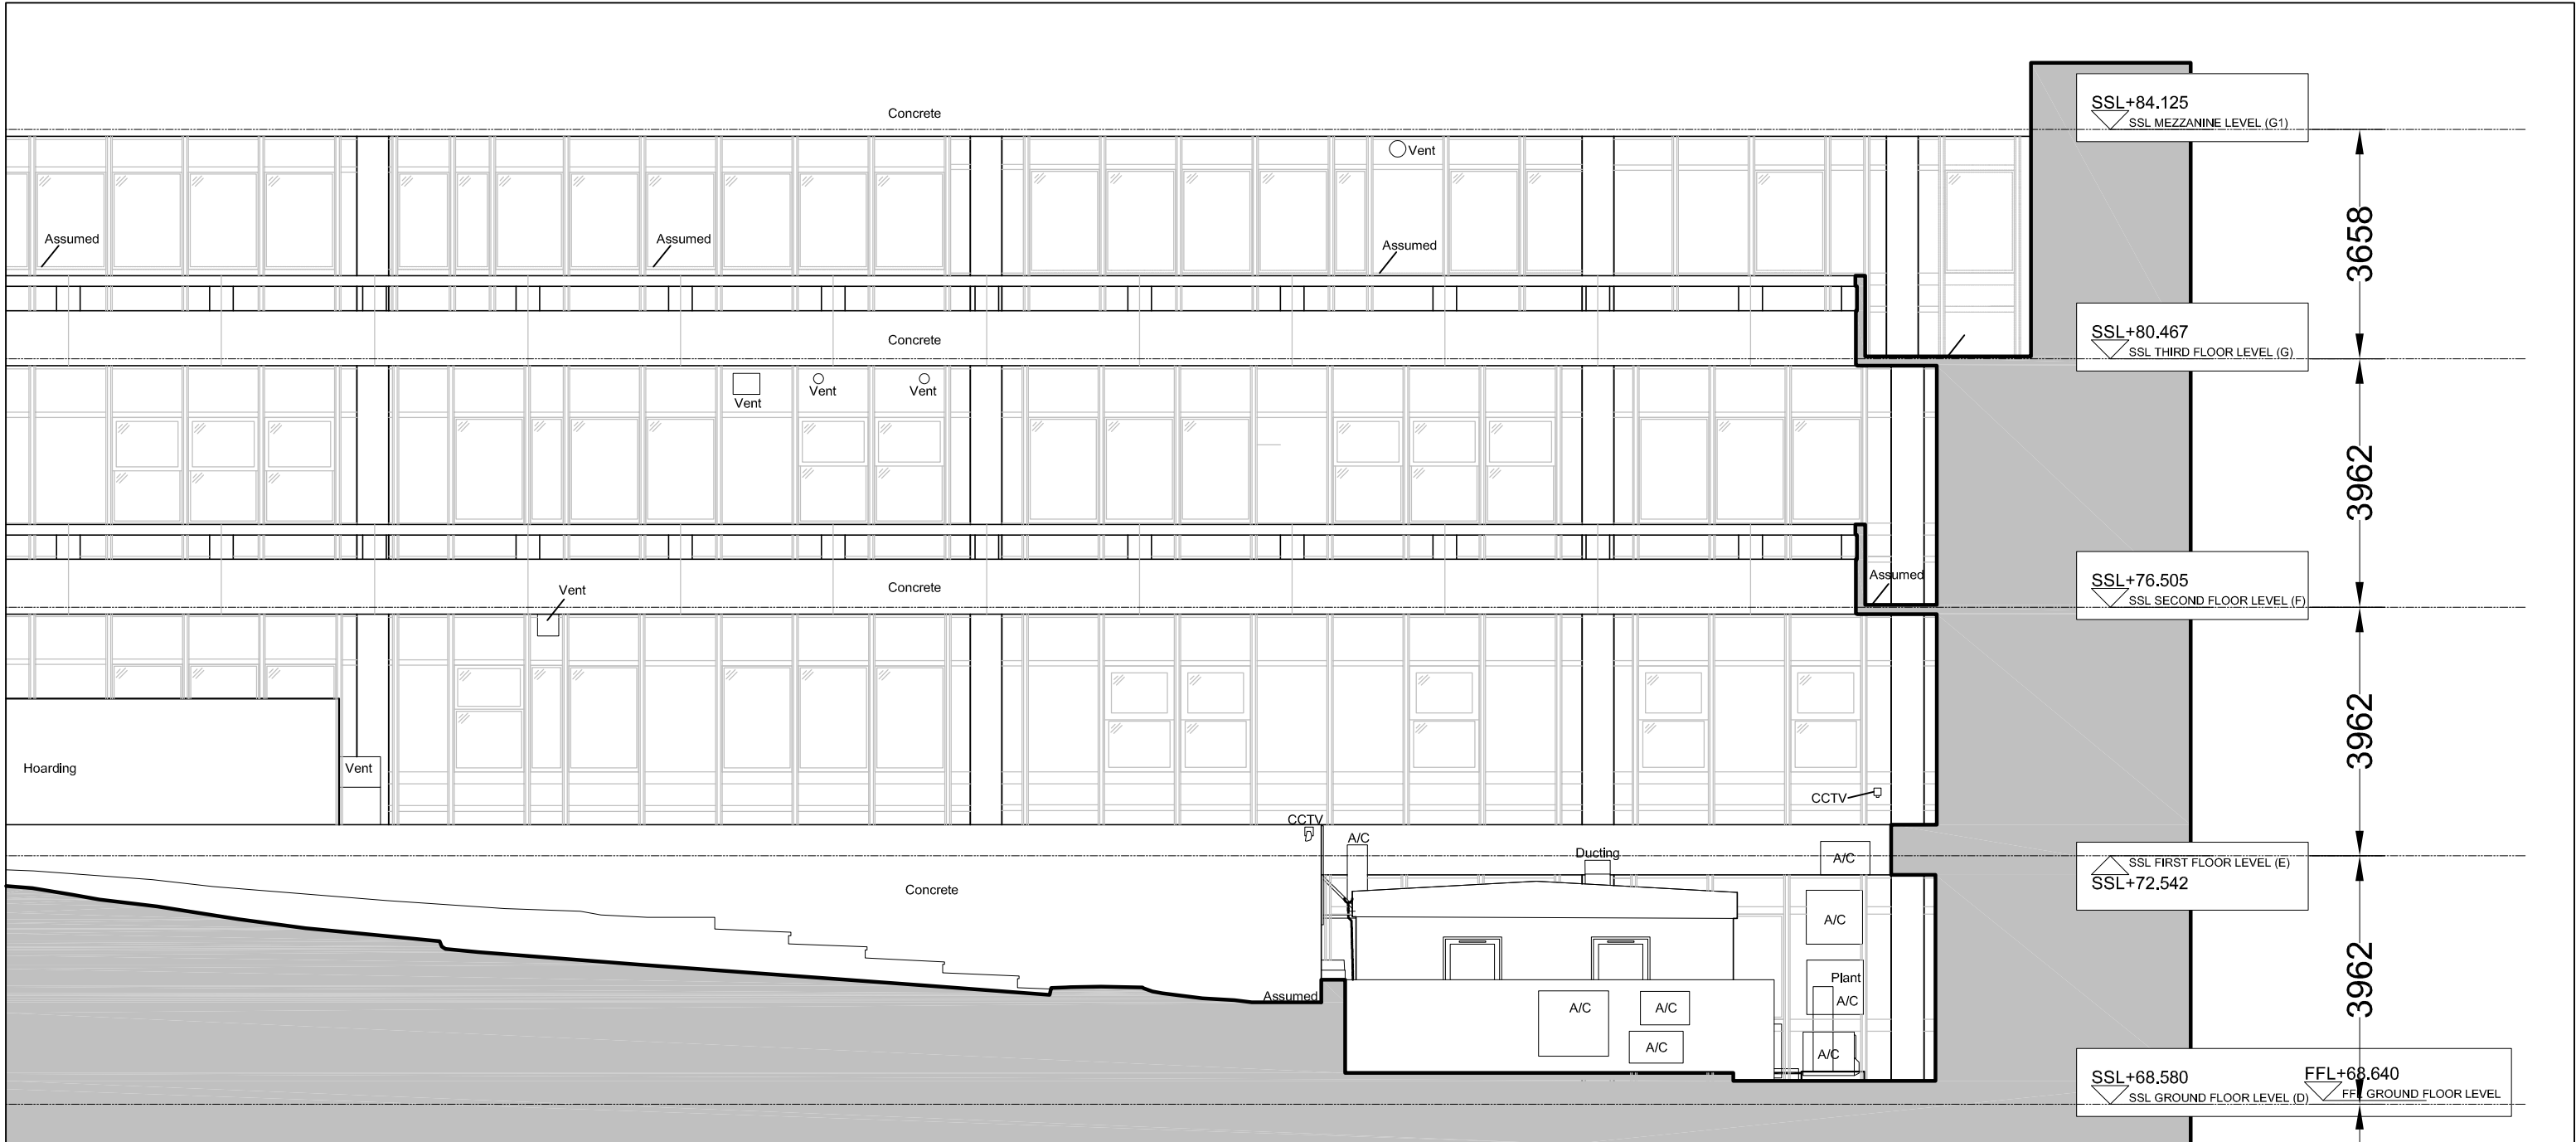 SSL+84.125
SSL MEZZANINE LEVEL (G1)
Concrete
Vent
3658
Assumed
Assumed
Assumed
SSL+80.467
SSL THIRD FLOOR LEVEL (G)
Concrete
Vent
Vent
Vent
3962
SSL+76.505
SSL SECOND FLOOR LEVEL (F)
Assumed
Concrete
Vent
3962
Hoarding
Vent
CCTV
CCTV
A/C
Ducting
A/C
SSL FIRST FLOOR LEVEL (E)
SSL+72.542
Concrete
A/C
3962
Plant
A/C
Assumed
A/C
A/C
A/C
A/C
SSL+68.580
SSL GROUND FLOOR LEVEL (D)
FFL+68.640
FFL GROUND FLOOR LEVEL